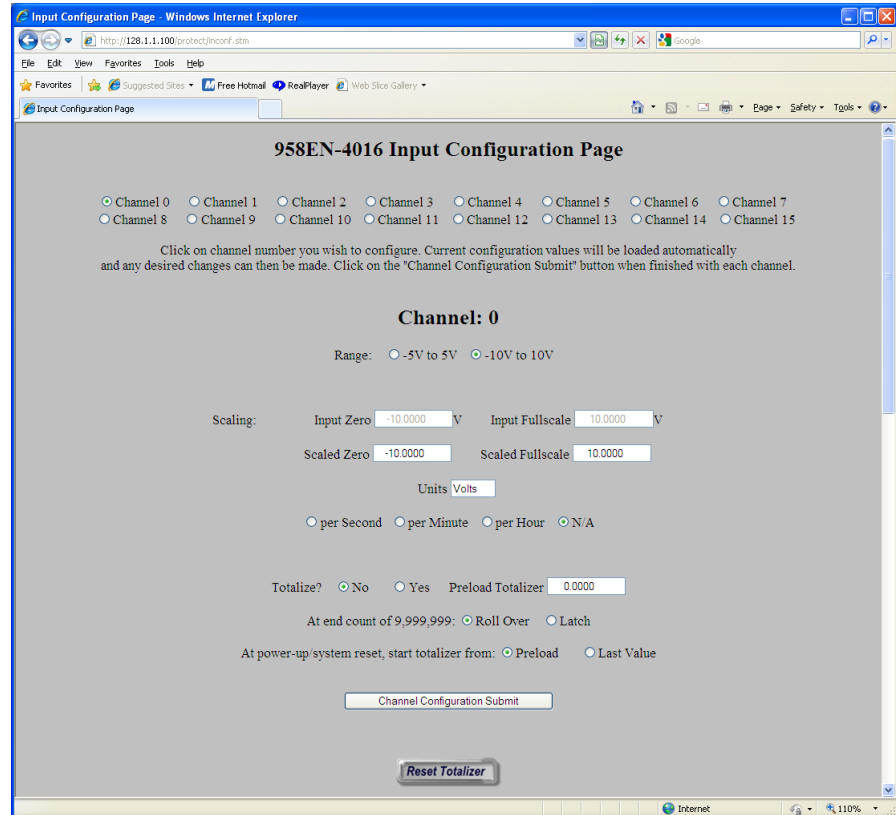 Input Configuration Page - Windows Internet Explorer
http://128.1.1.100/protect/inconf.stm
Google
File Edit View Favorites Tools Help
Favorites Suggested Sites Free Hotmail RealPlayer Web Slice Gallery
Input Configuration Page
Page Safety Tools
958EN-4016 Input Configuration Page
Channel 0 Channel 1 Channel 2 Channel 3 Channel 4 Channel 5 Channel 6 Channel 7
Channel 8 Channel 9 Channel 10 Channel 11 Channel 12 Channel 13 Channel 14 Channel 15
Click on channel number you wish to configure. Current configuration values will be loaded automatically
and any desired changes can then be made. Click on the "Channel Configuration Submit" button when finished with each channel.
Channel: 0
Range: -5V to 5V -10V to 10V
Scaling: Input Zero -10.0000 V Input Fullscale 10.0000 V
Scaled Zero -10.0000 Scaled Fullscale 10.0000
Units Volts
per Second per Minute per Hour N/A
Totalize? No Yes Preload Totalizer 0.0000
At end count of 9,999,999: Roll Over Latch
At power-up/system reset, start totalizer from: Preload Last Value
Channel Configuration Submit
Reset Totalizer
Internet 110%